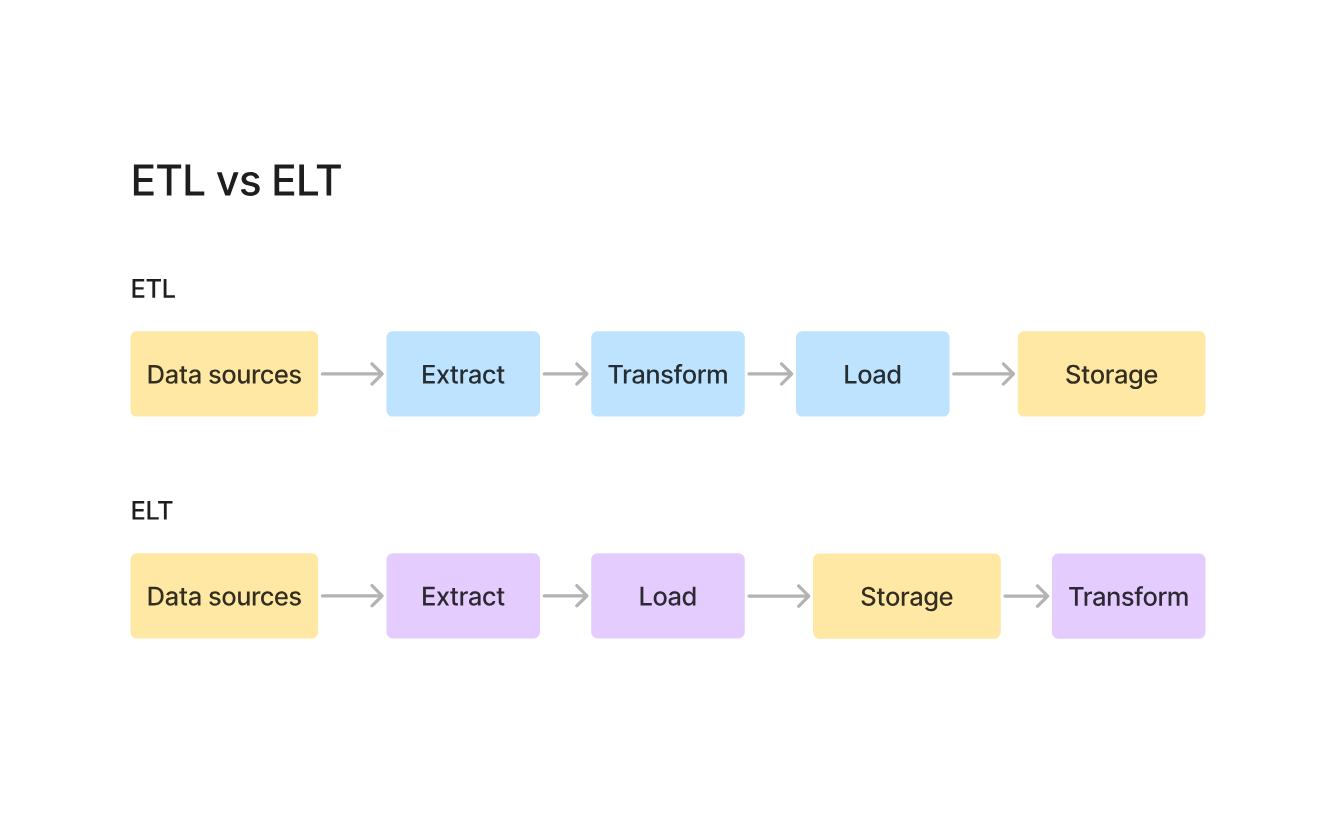 ETL vs ELT
ETL
Data sources
Extract
Transform
Load
Storage
ELT
Data sources
Extract
Load
Storage
Transform